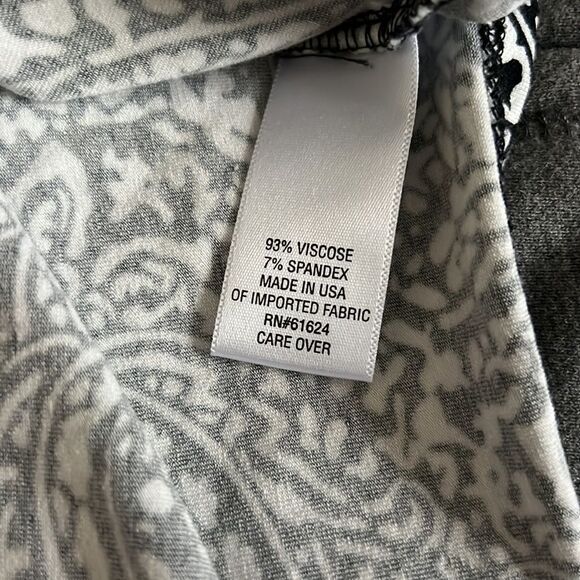 93% VISCOSE
7% SPANDEX
MADE IN USA
OF IMPORTED FABRIC
RN#61624
CARE OVER